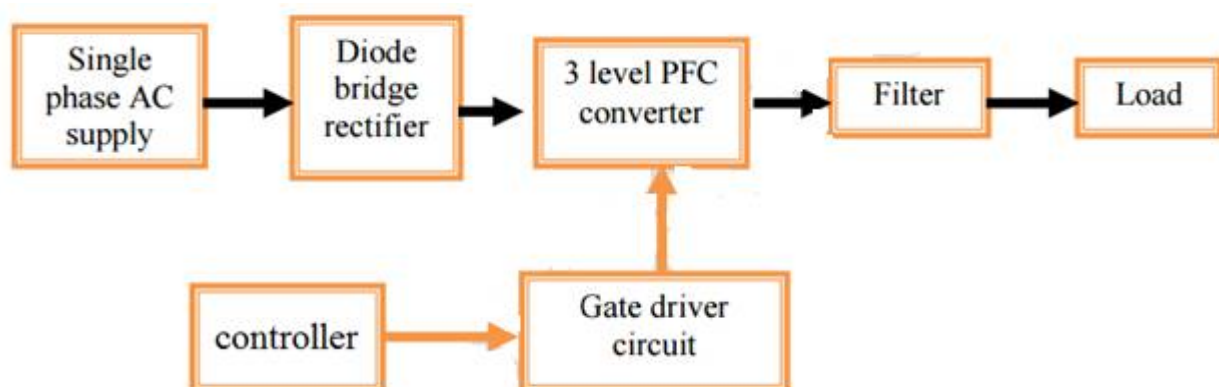 Single
phase AC
supply
Diode
bridge
rectifier
3 level PFC
converter
Filter
Load
controller
Gate driver
circuit